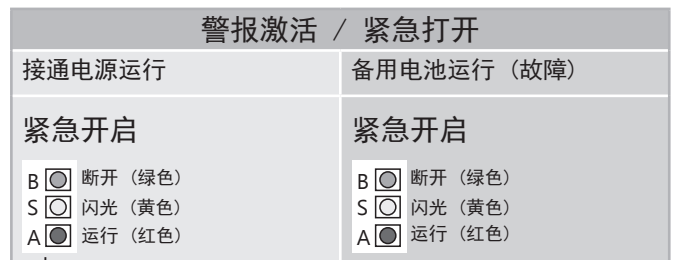 警报激活 / 紧急打开
接通电源运行
备用电池运行（故障）
紧急开启
B 断开（绿色）
S 闪光（黄色）
A 运行（红色）
紧急开启
B 断开（绿色）
S 闪光（黄色）
A 运行（红色）